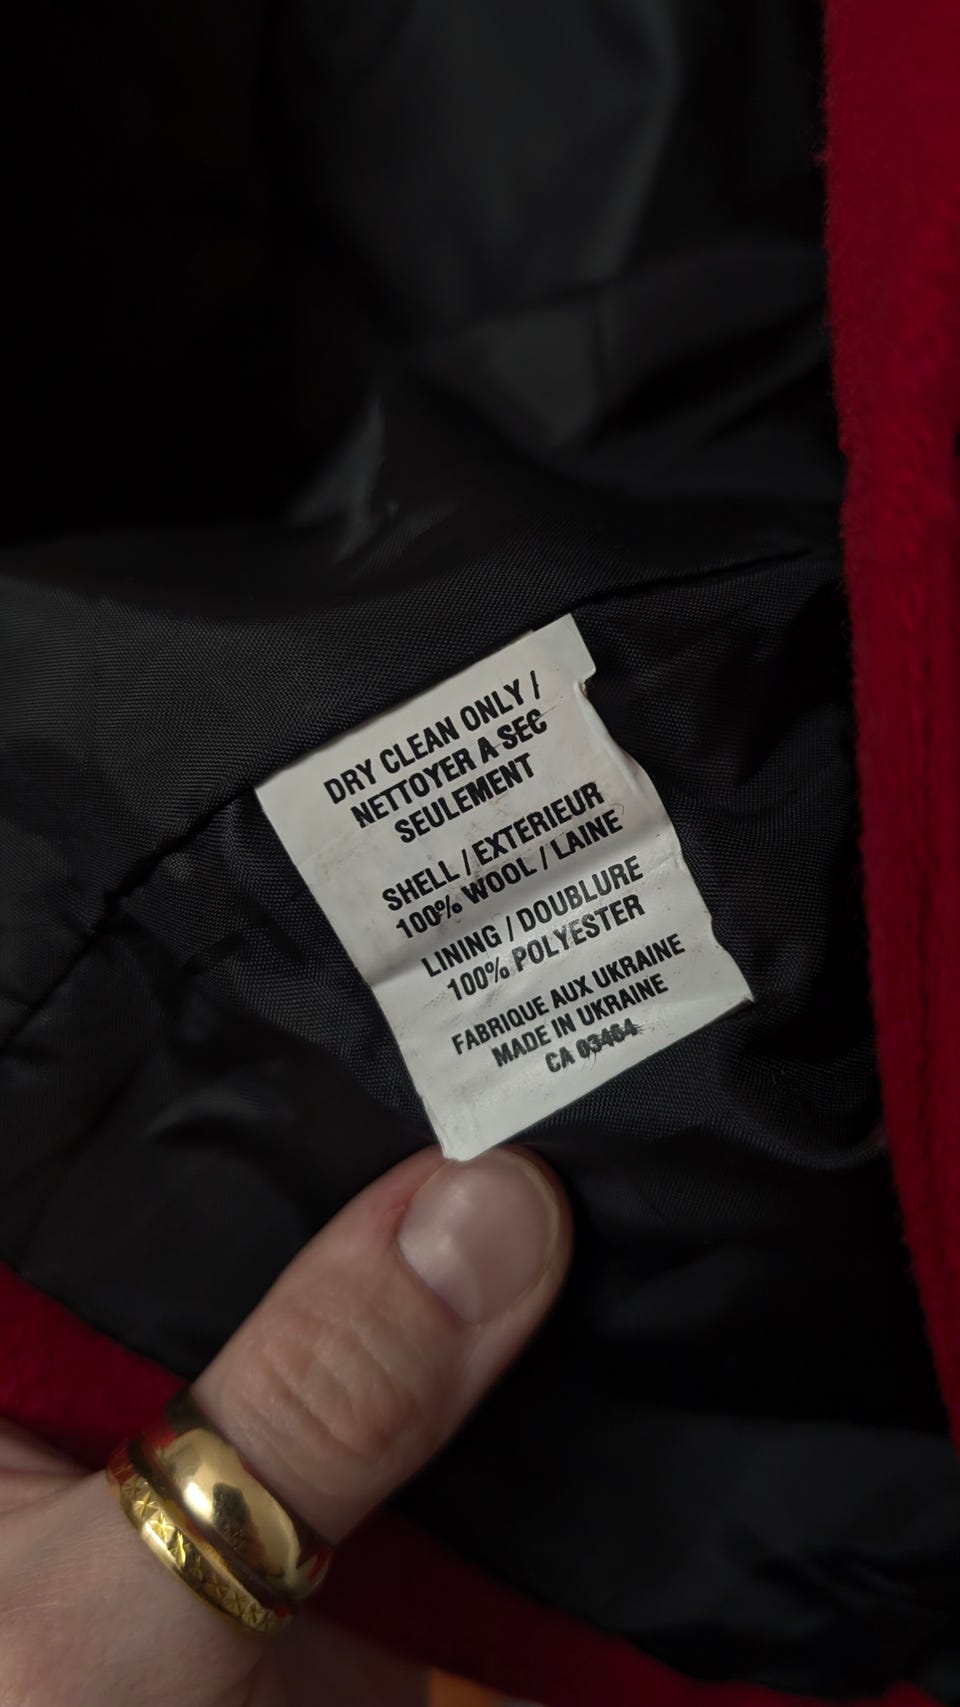 DRY CLEAN ONLY /
NETTOYER A SEC
SEULEMENT
SHELL / EXTERIEUR
100% WOOL / LAINE
LINING / DOUBLURE
100% POLYESTER
FABRIQUE AUX UKRAINE
MADE IN UKRAINE
CA 03464